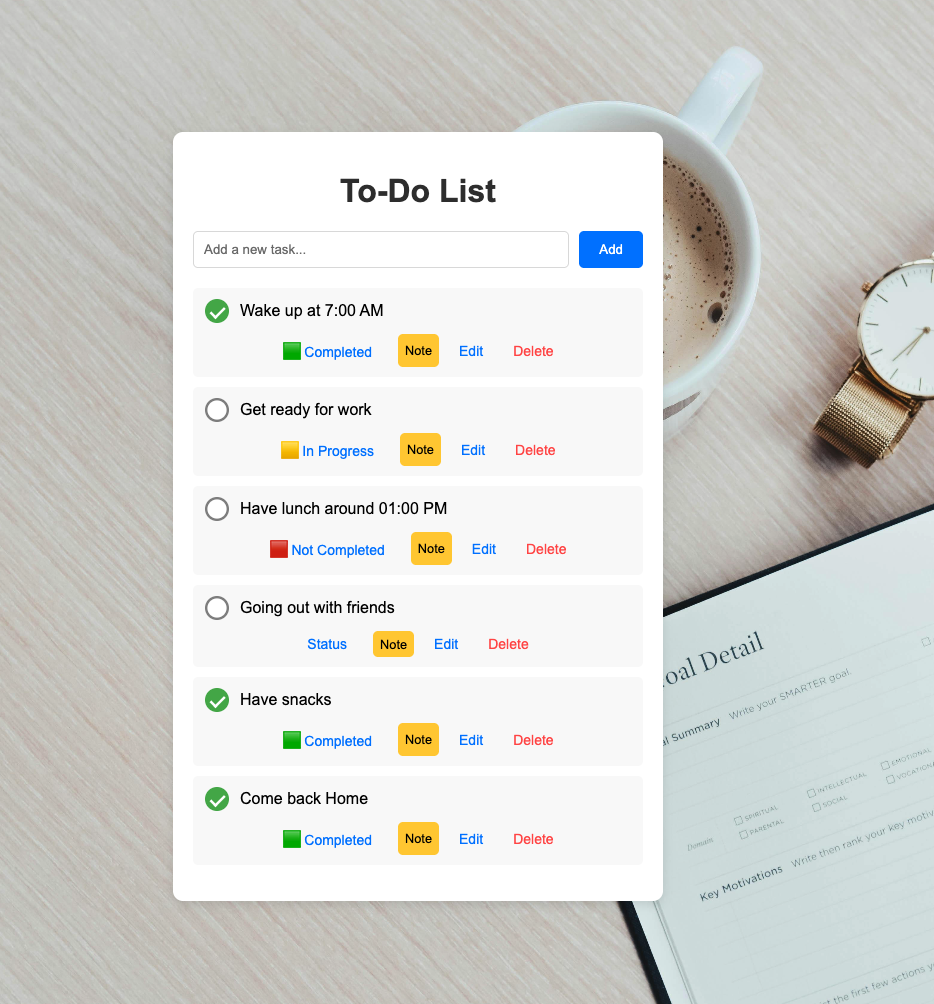 To-Do List
Add a new task...
Add
Wake up at 7:00 AM
Completed Note Edit Delete
Get ready for work
In Progress Note Edit Delete
Have lunch around 01:00 PM
Not Completed Note Edit Delete
Going out with friends
Status Note Edit Delete
Have snacks
Completed Note Edit Delete
Come back Home
Completed Note Edit Delete
Detail
Summary Write your SMARTER goal.
SPIRITUAL INTELLECTUAL EMOTIONAL
PARENTAL SOCIAL
Domain
Key Motivations Write then rank your key
the first few actions